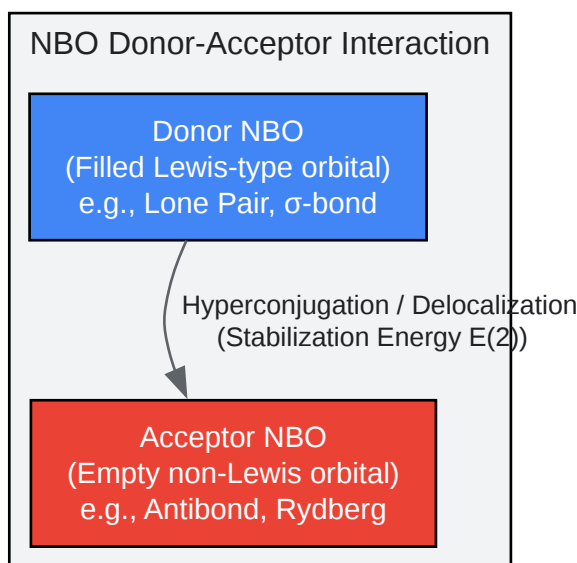 NBO Donor-Acceptor Interaction
Donor NBO
(Filled Lewis-type orbital)
e.g., Lone Pair, σ-bond
Hyperconjugation / Delocalization
(Stabilization Energy E(2))
Acceptor NBO
(Empty non-Lewis orbital)
e.g., Antibond, Rydberg